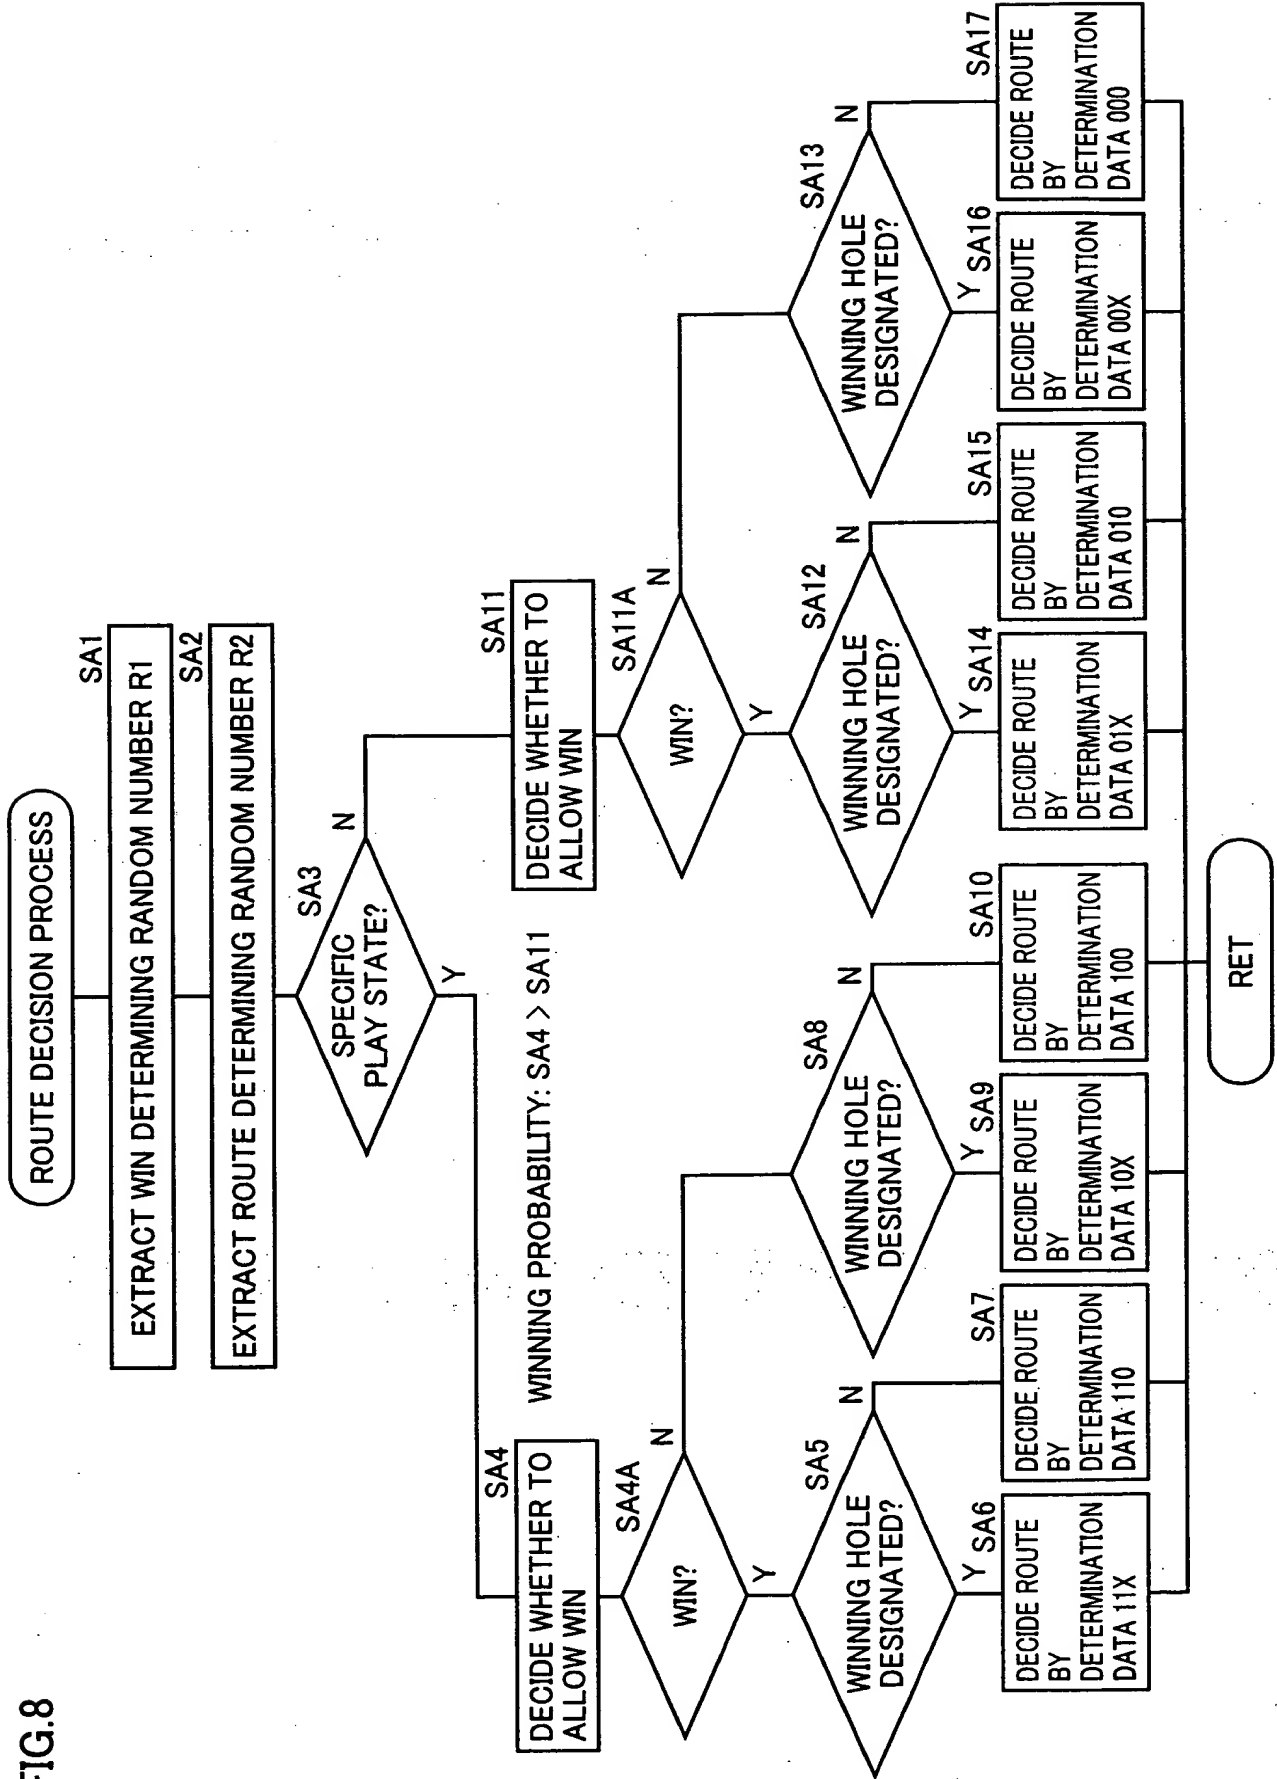 FIG.8
ROUTE DECISION PROCESS
SA1
EXTRACT WIN DETERMINING RANDOM NUMBER R1
SA2
EXTRACT ROUTE DETERMINING RANDOM NUMBER R2
SA3
SPECIFIC
PLAY STATE?
N
Y
SA4
DECIDE WHETHER TO
ALLOW WIN
WINNING PROBABILITY: SA4 > SA11
SA11
DECIDE WHETHER TO
ALLOW WIN
SA4A
WIN?
N
Y
SA11A
WIN?
N
Y
SA5
WINNING HOLE
DESIGNATED?
N
Y
SA8
WINNING HOLE
DESIGNATED?
N
Y
SA12
WINNING HOLE
DESIGNATED?
N
Y
SA13
WINNING HOLE
DESIGNATED?
N
Y
SA6
DECIDE ROUTE
BY
DETERMINATION
DATA 11X
SA7
DECIDE ROUTE
BY
DETERMINATION
DATA 110
SA9
DECIDE ROUTE
BY
DETERMINATION
DATA 10X
SA10
DECIDE ROUTE
BY
DETERMINATION
DATA 100
SA14
DECIDE ROUTE
BY
DETERMINATION
DATA 01X
SA15
DECIDE ROUTE
BY
DETERMINATION
DATA 010
SA16
DECIDE ROUTE
BY
DETERMINATION
DATA 00X
SA17
DECIDE ROUTE
BY
DETERMINATION
DATA 000
RET